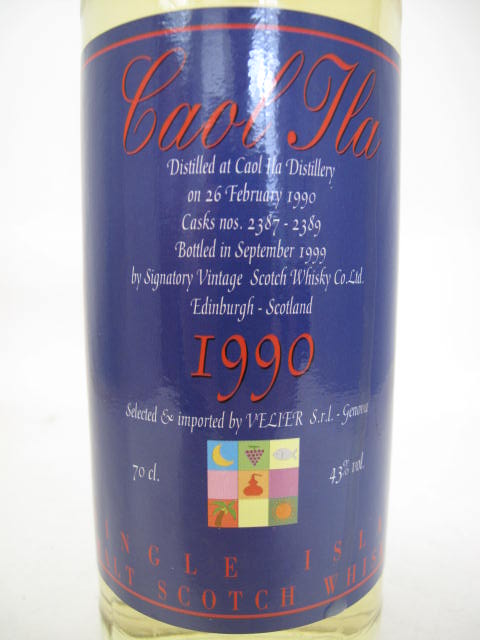 Caol Ila
Distilled at Caol Ila Distillery
on 26 February 1990
Casks nos. 2387 - 2389
Bottled in September 1999
by Signatory Vintage Scotch Whisky Co.Ltd.
Edinburgh - Scotland
1990
Selected & imported by VELIER S.r.l. - Genova
70 cl.
43% vol.
INGLE ISLA
ALT SCOTCH WHIS